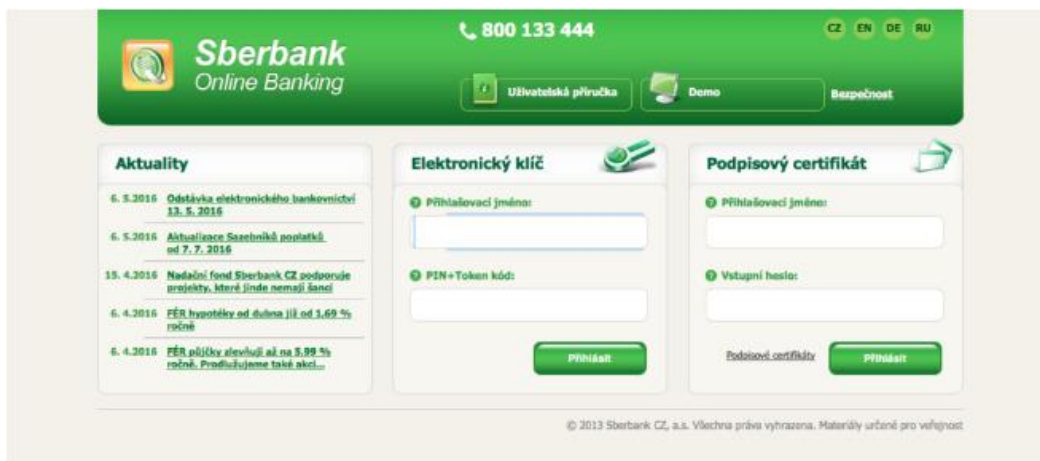 800 133 444
CZ EN DE RU
Sberbank
Online Banking
Uživatelská příručka
Demo
Bezpečnost
Aktuality
6. 5.2016 Odstávka elektronického bankovnictví
13. 5. 2016
6. 5.2016 Aktualizace Sazebníků poplatků
od 7. 7. 2016
15. 4.2016 Nadační fond Sberbank CZ podporuje
projekty, které jinde nemají šanci
6. 4.2016 FÉR hypotéky od dubna již od 1,69 %
ročně
6. 4.2016 FÉR půjčky zlevňují až na 5,99 %
ročně. Prodlužujeme také akci...
Elektronický klíč
Přihlašovací jméno:
PIN+Token kód:
Přihlásit
Podpisový certifikát
Přihlašovací jméno:
Vstupní heslo:
Podpisové certifikáty
Přihlásit
© 2013 Sberbank CZ, a.s. Všechna práva vyhrazena. Materiály určené pro veřejnost